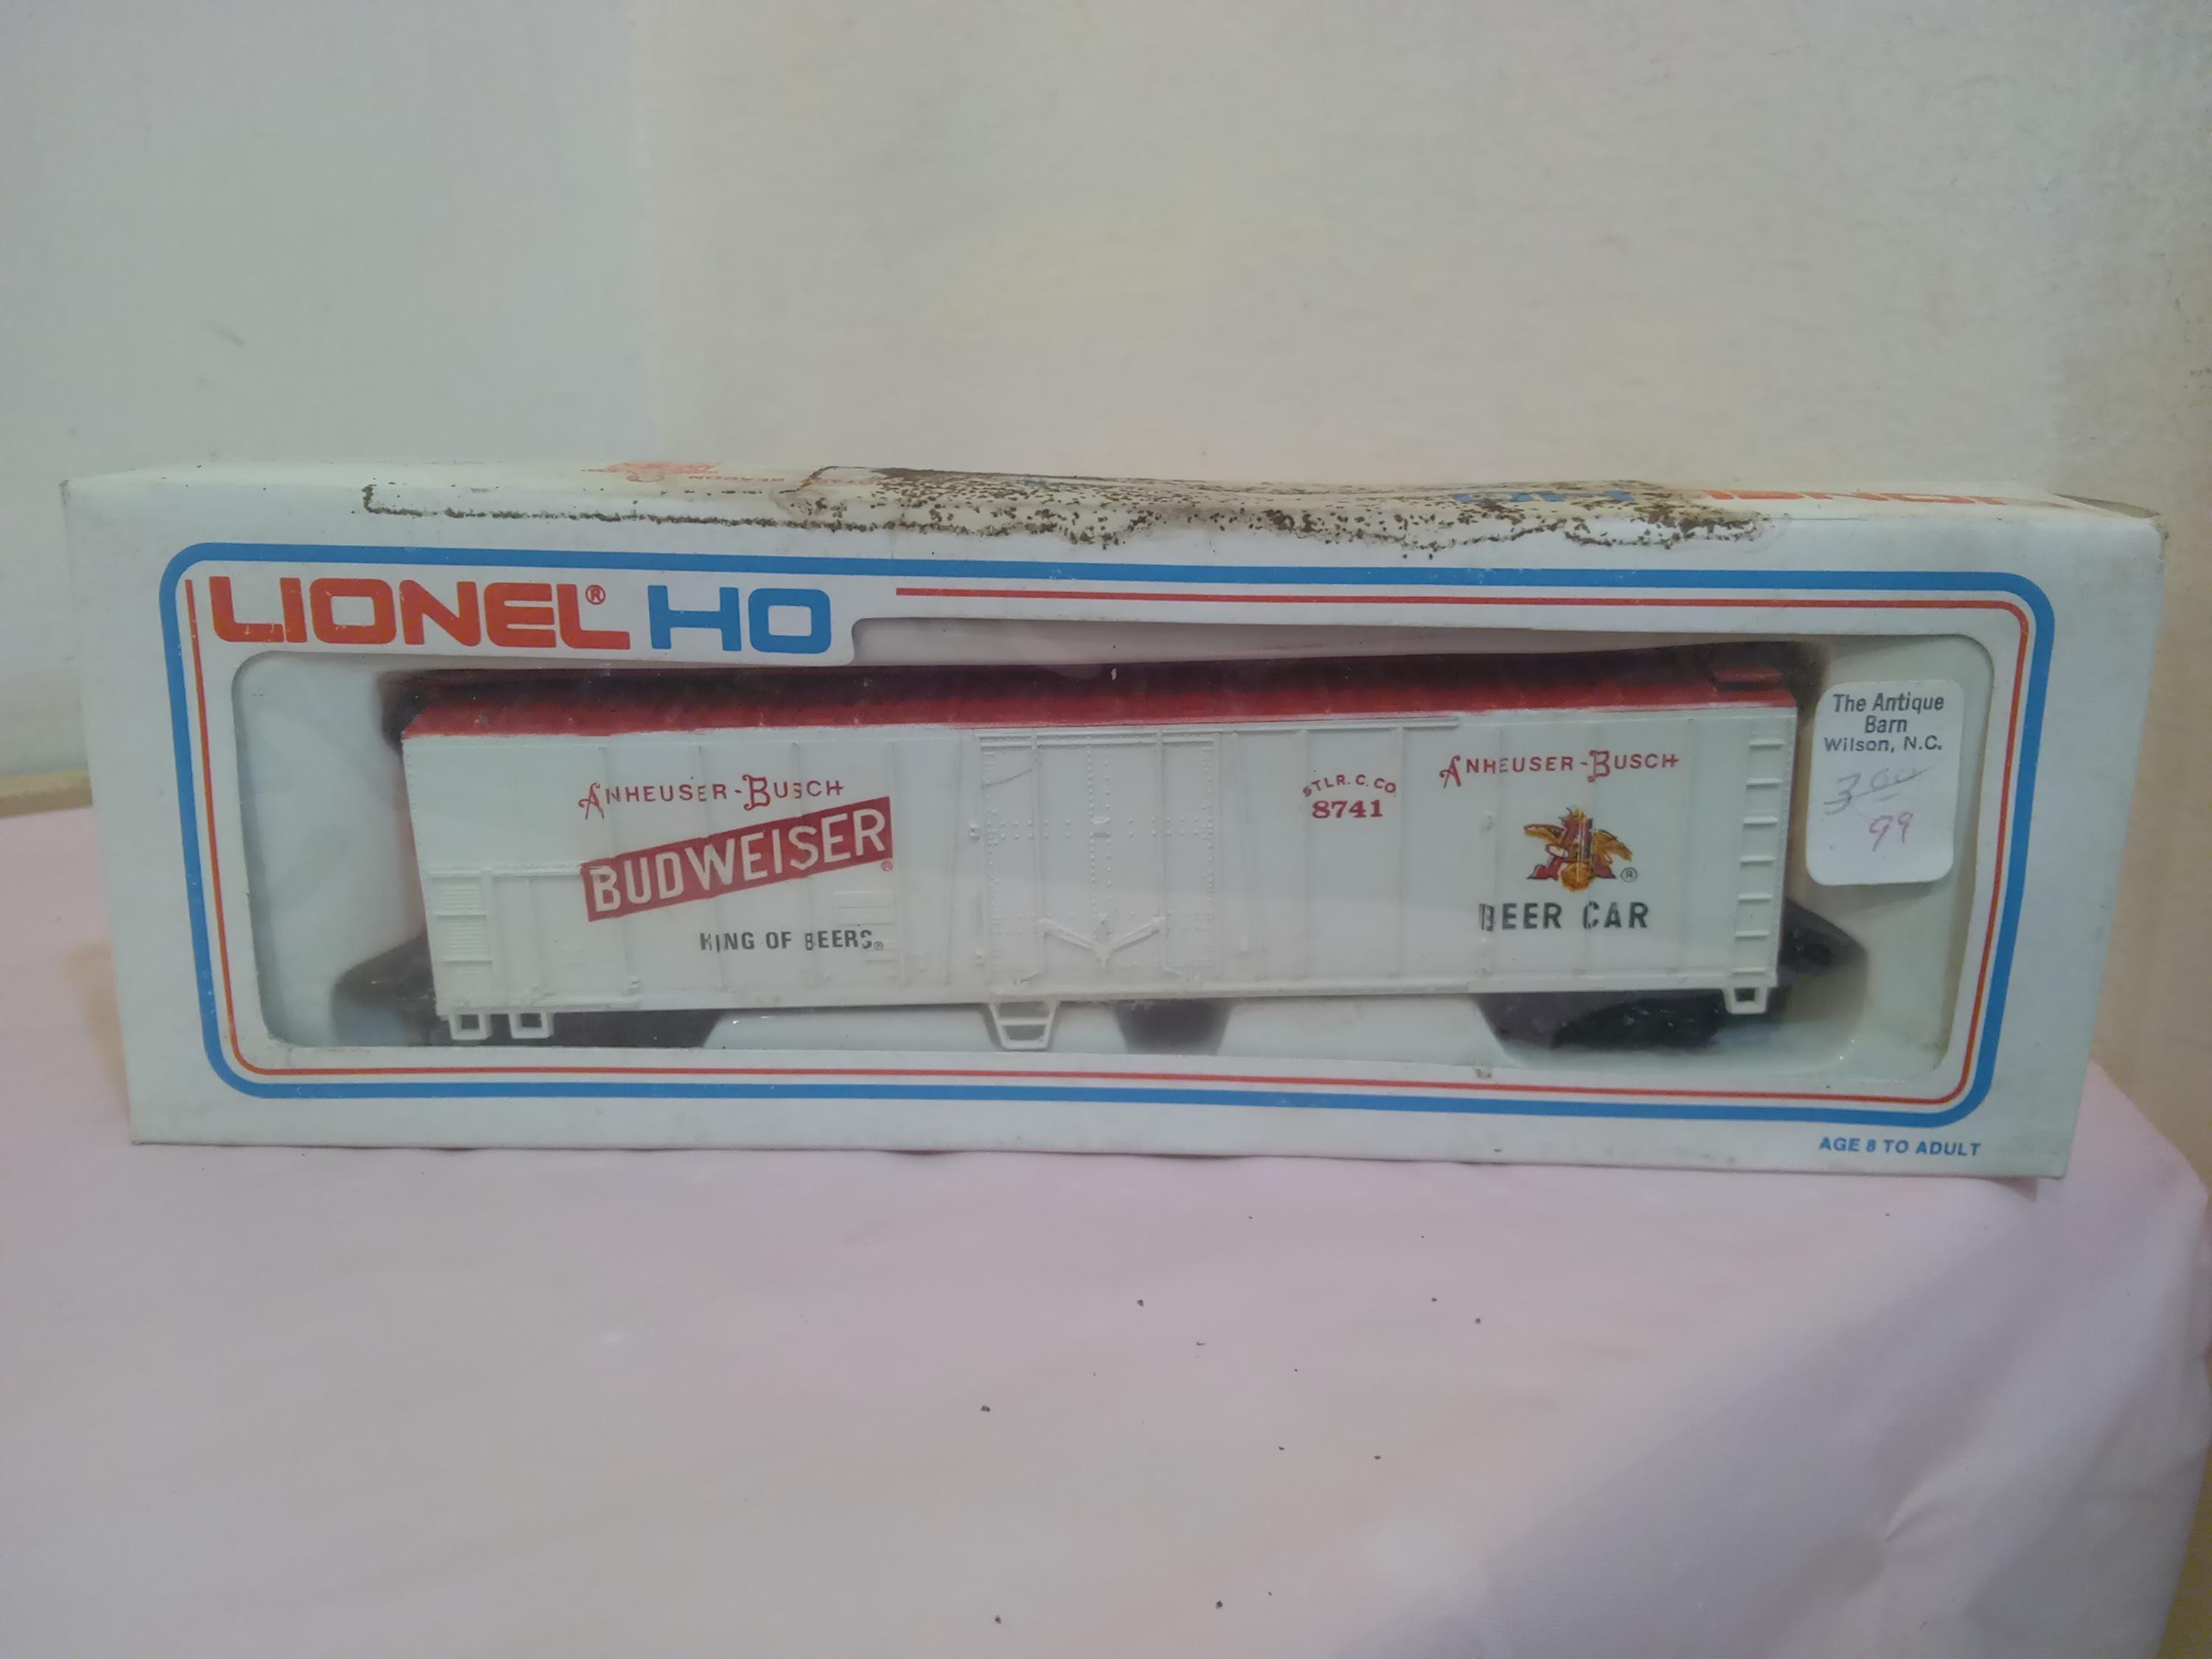 LIONEL® HO
The Antique
Barn
Wilson, N.C.
3 00
99
ANHEUSER-BUSCH
BUDWEISER®
KING OF BEERS®
STLR. C. CO.
8741
ANHEUSER-BUSCH
®
BEER CAR
AGE 8 TO ADULT